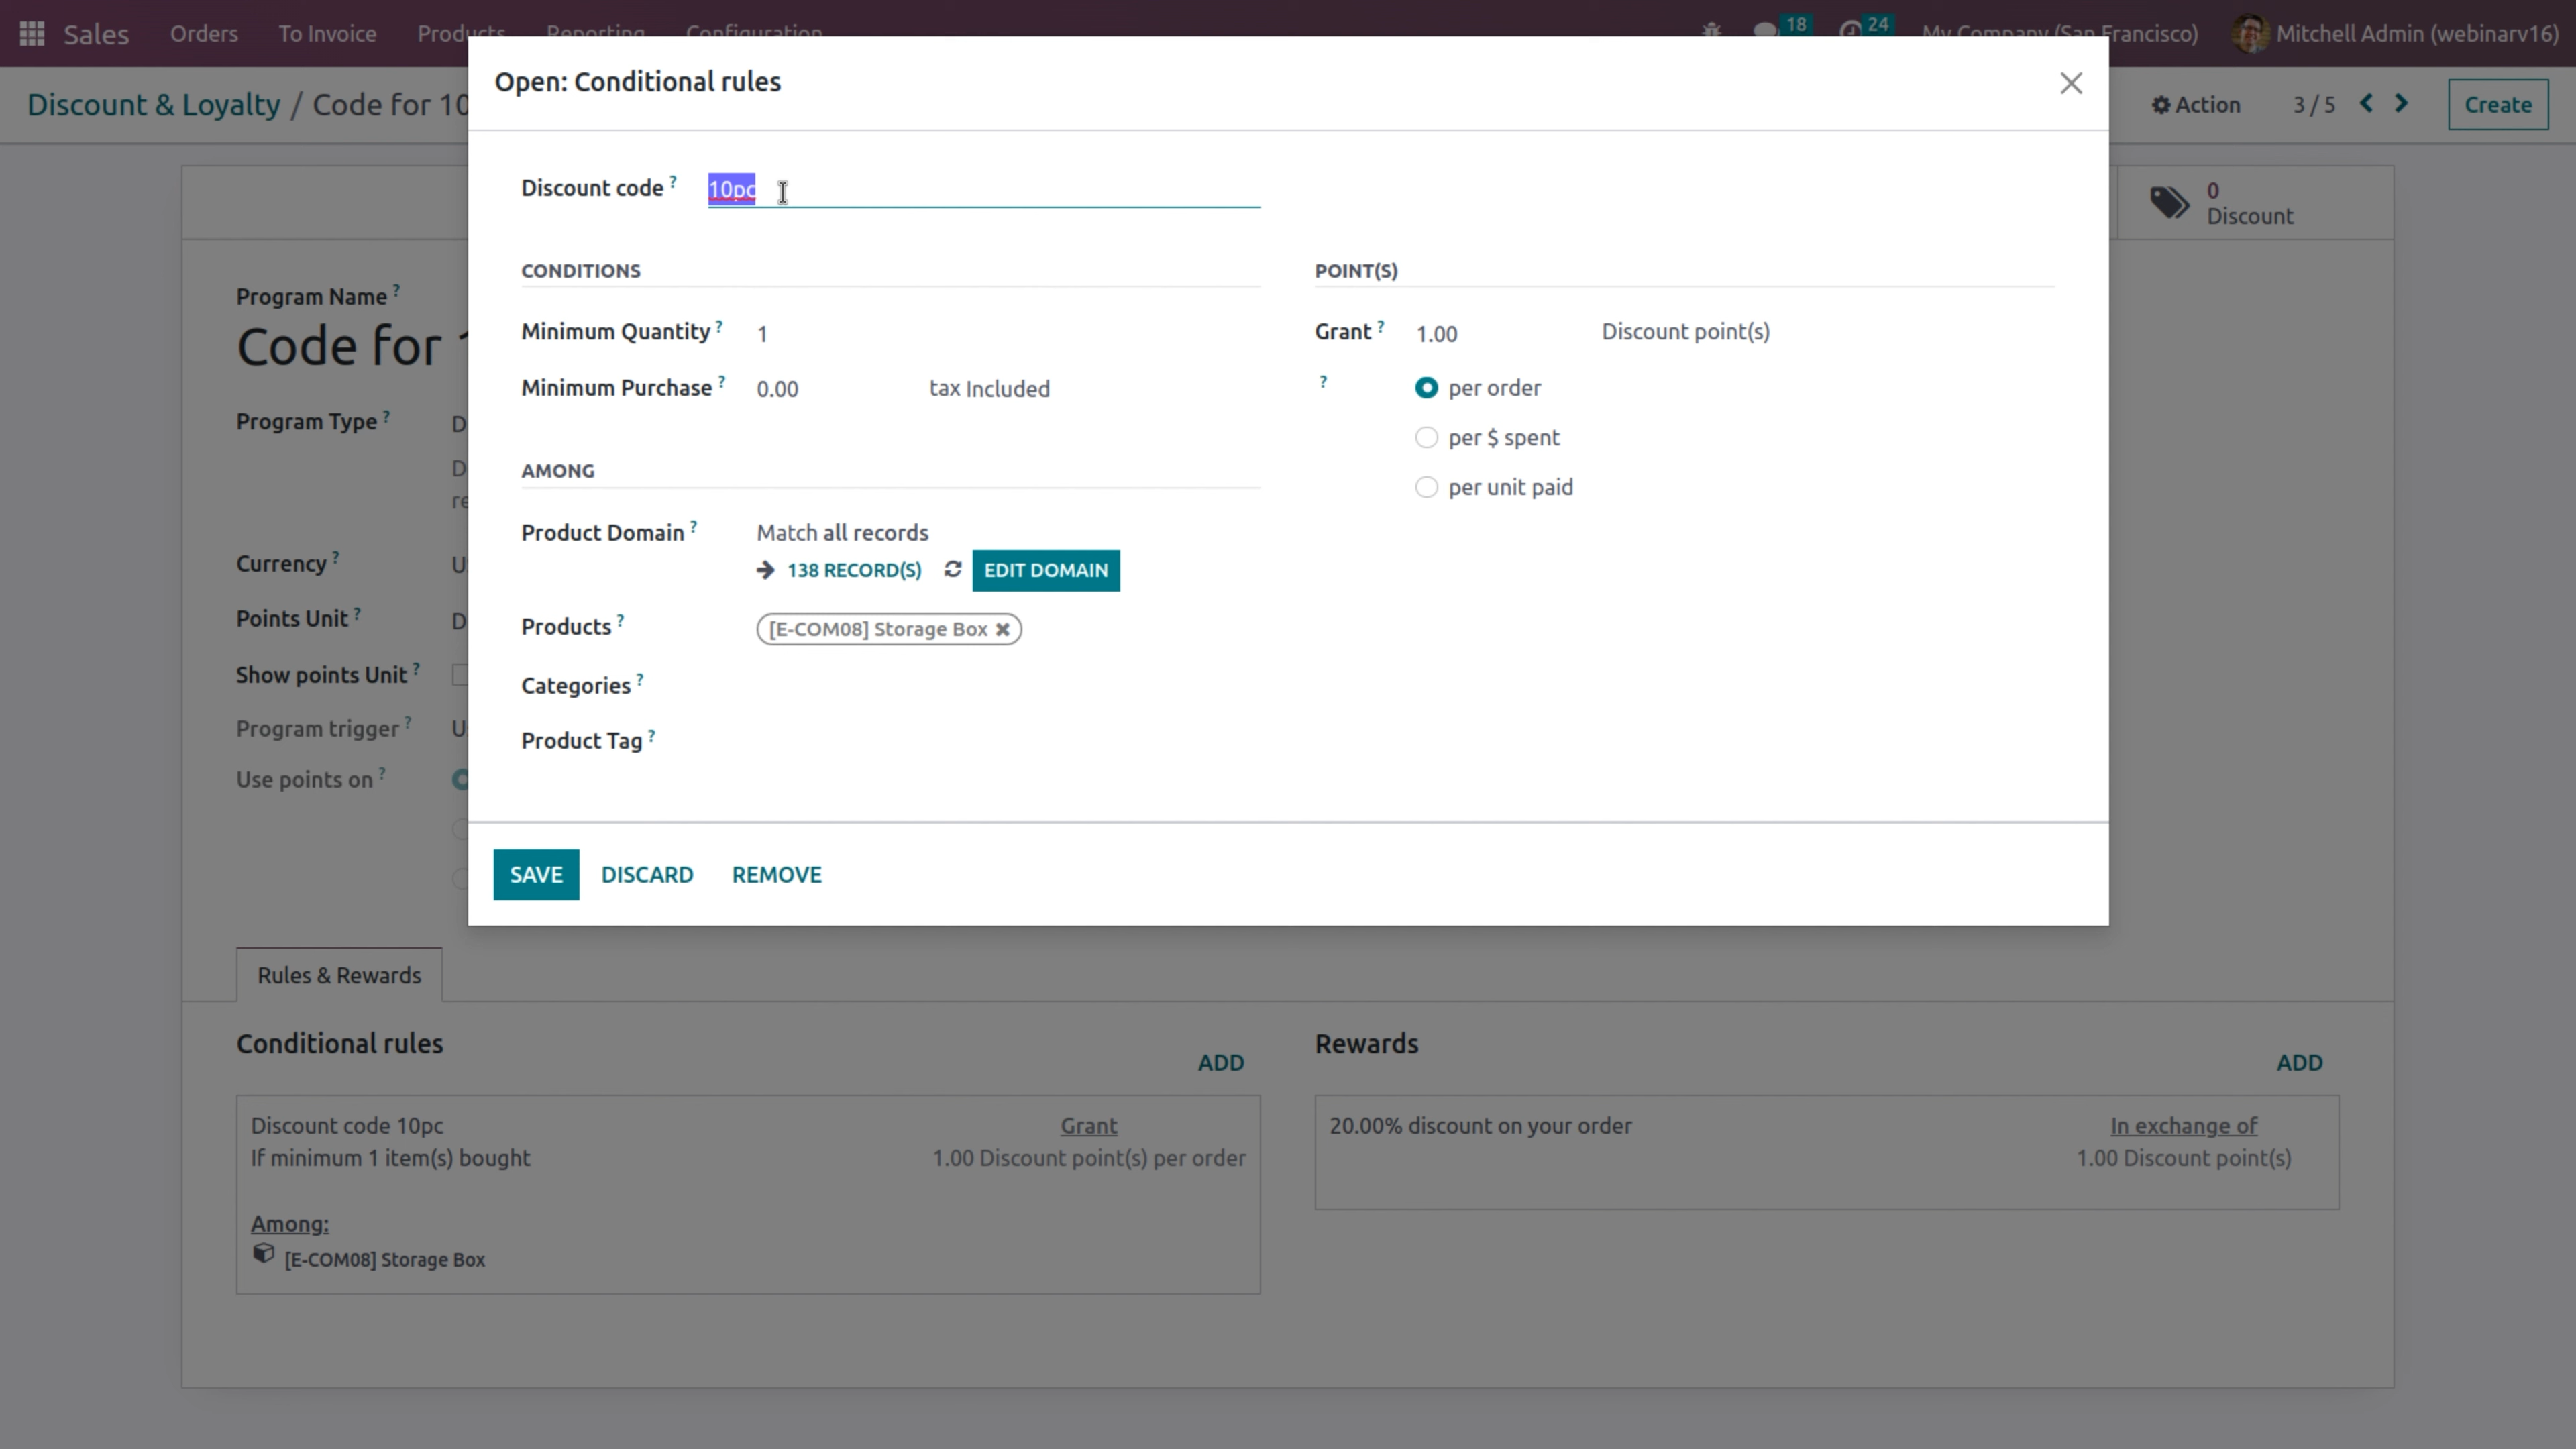 Sales Orders To Invoice Products Reporting Configuration 18 24 My Company (San Francisco) Mitchell Admin (webinarv16)
Discount & Loyalty / Code for 10
Action 3 / 5 Create
Open: Conditional rules
Discount code ? 10pc
0
Discount
CONDITIONS
Minimum Quantity ? 1
Minimum Purchase ? 0.00 tax Included
POINT(S)
Grant ? 1.00 Discount point(s)
? per order
per $ spent
per unit paid
AMONG
Product Domain ? Match all records
138 RECORD(S) EDIT DOMAIN
Products ? [E-COM08] Storage Box
Categories ?
Product Tag ?
SAVE DISCARD REMOVE
Program Name ?
Code for
Program Type ? D
D
re
Currency ? U
Points Unit ? D
Show points Unit ?
Program trigger ? U
Use points on ?
Rules & Rewards
Conditional rules
ADD
Discount code 10pc Grant
If minimum 1 item(s) bought 1.00 Discount point(s) per order
Among:
[E-COM08] Storage Box
Rewards
ADD
20.00% discount on your order In exchange of
1.00 Discount point(s)